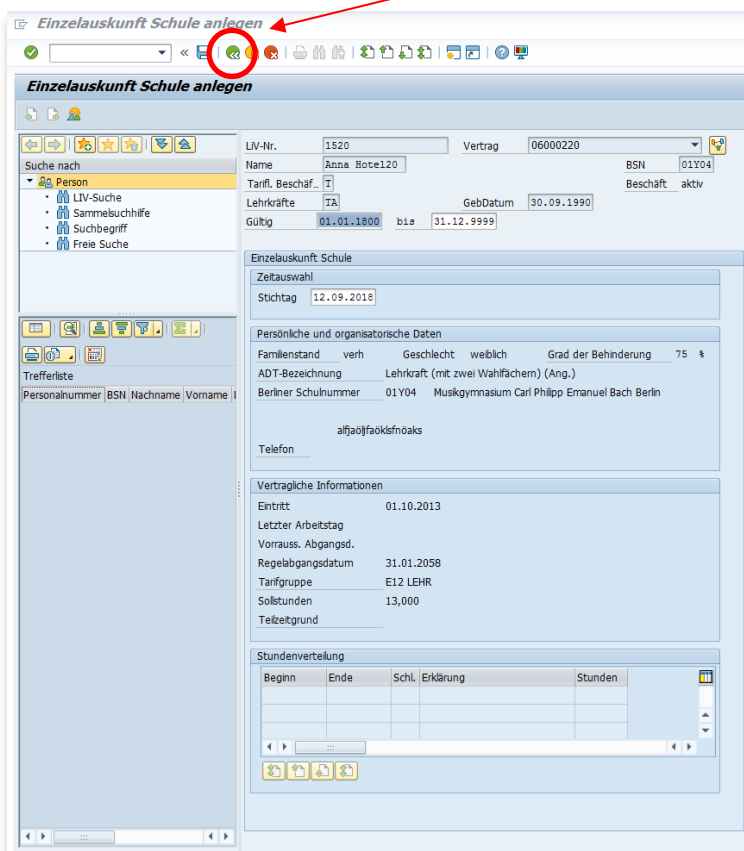 Einzelauskunft Schule anlegen
Einzelauskunft Schule anlegen
Suche nach
Person
LIV-Suche
Sammelsuchhilfe
Suchbegriff
Freie Suche
Trefferliste
Personalnummer BSN Nachname Vorname
LiV-Nr. 1520 Vertrag 06000220
Name Anna Hotel20 BSN 01Y04
Tarifl. Beschäf.. T Beschäft aktiv
Lehrkräfte TA GebDatum 30.09.1990
Gültig 01.01.1800 bis 31.12.9999
Einzelauskunft Schule
Zeitauswahl
Stichtag 12.09.2018
Persönliche und organisatorische Daten
Familienstand verh Geschlecht weiblich Grad der Behinderung 75 %
ADT-Bezeichnung Lehrkraft (mit zwei Wahlfächern) (Ang.)
Berliner Schulnummer 01Y04 Musikgymnasium Carl Philipp Emanuel Bach Berlin
alfjaöljfaöklsfnöaks
Telefon
Vertragliche Informationen
Eintritt 01.10.2013
Letzter Arbeitstag
Vorrauss. Abgangsd.
Regelabgangsdatum 31.01.2058
Tarifgruppe E12 LEHR
Sollstunden 13,000
Teilzeitgrund
Stundenverteilung
Beginn Ende Schl. Erklärung Stunden